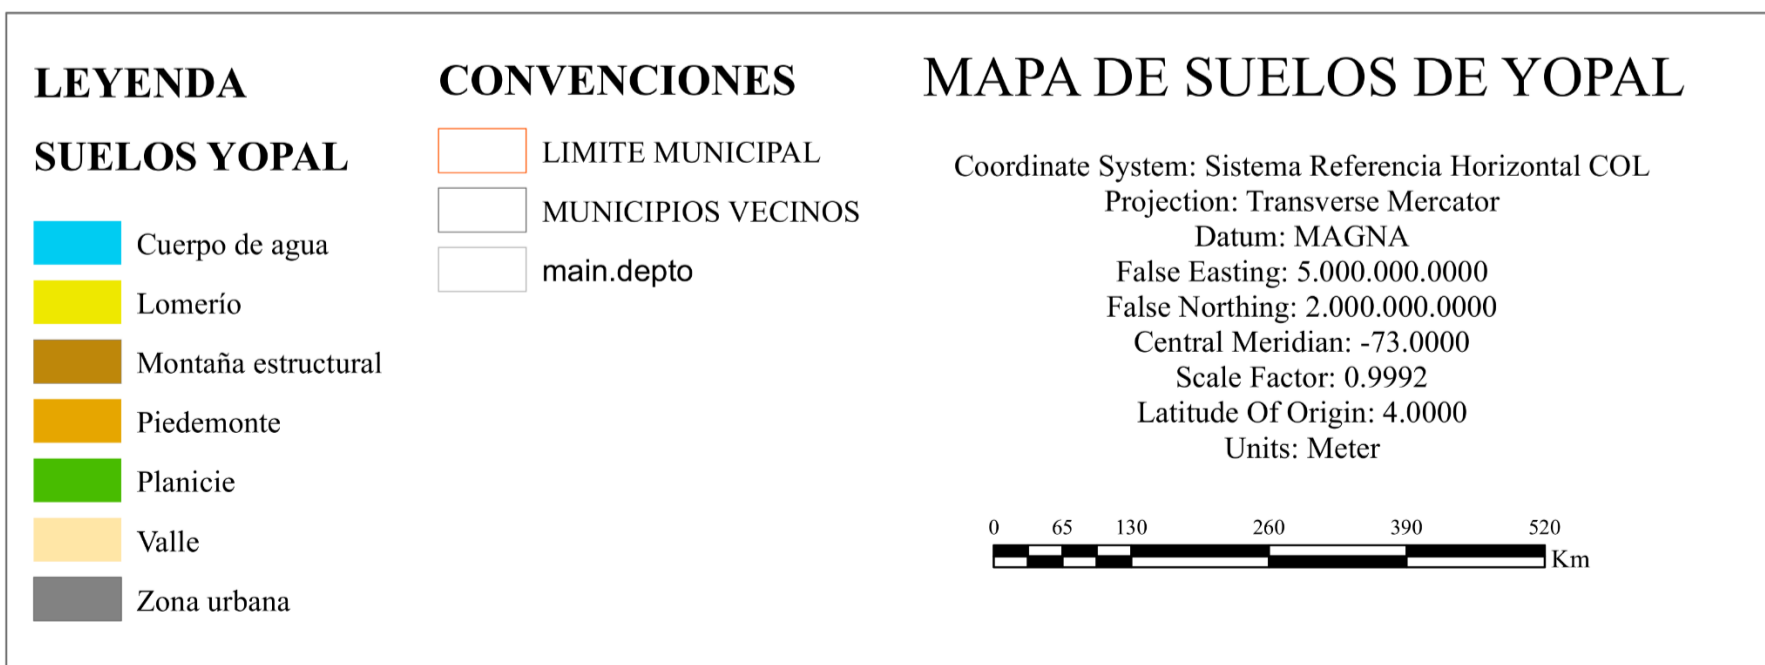 LEYENDA
SUELOS YOPAL
Cuerpo de agua
Lomerío
Montaña estructural
Piedemonte
Planicie
Valle
Zona urbana
CONVENCIONES
LIMITE MUNICIPAL
MUNICIPIOS VECINOS
main.depto
MAPA DE SUELOS DE YOPAL
Coordinate System: Sistema Referencia Horizontal COL
Projection: Transverse Mercator
Datum: MAGNA
False Easting: 5.000.000.0000
False Northing: 2.000.000.0000
Central Meridian: -73.0000
Scale Factor: 0.9992
Latitude Of Origin: 4.0000
Units: Meter
0 65 130 260 390 520
Km